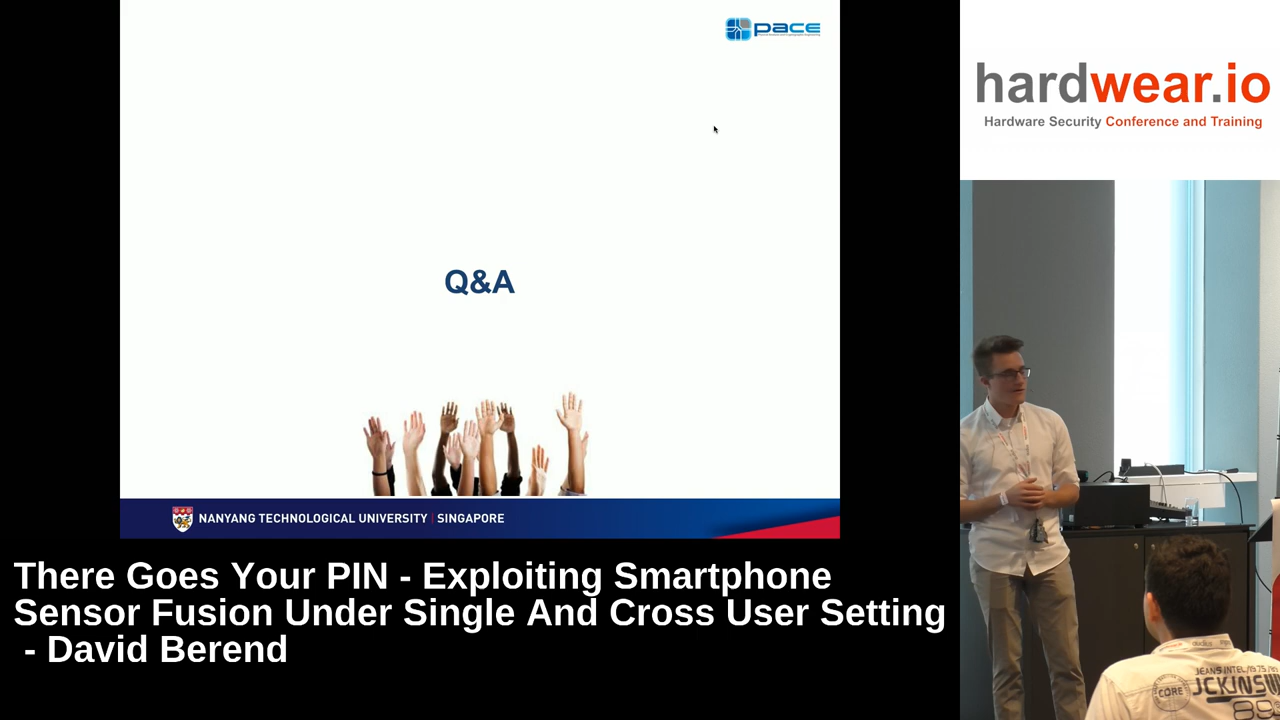 pace
hardwear.io
Hardware Security Conference and Training
Q&A
NANYANG TECHNOLOGICAL UNIVERSITY | SINGAPORE
There Goes Your PIN - Exploiting Smartphone
Sensor Fusion Under Single And Cross User Setting
- David Berend
CORE